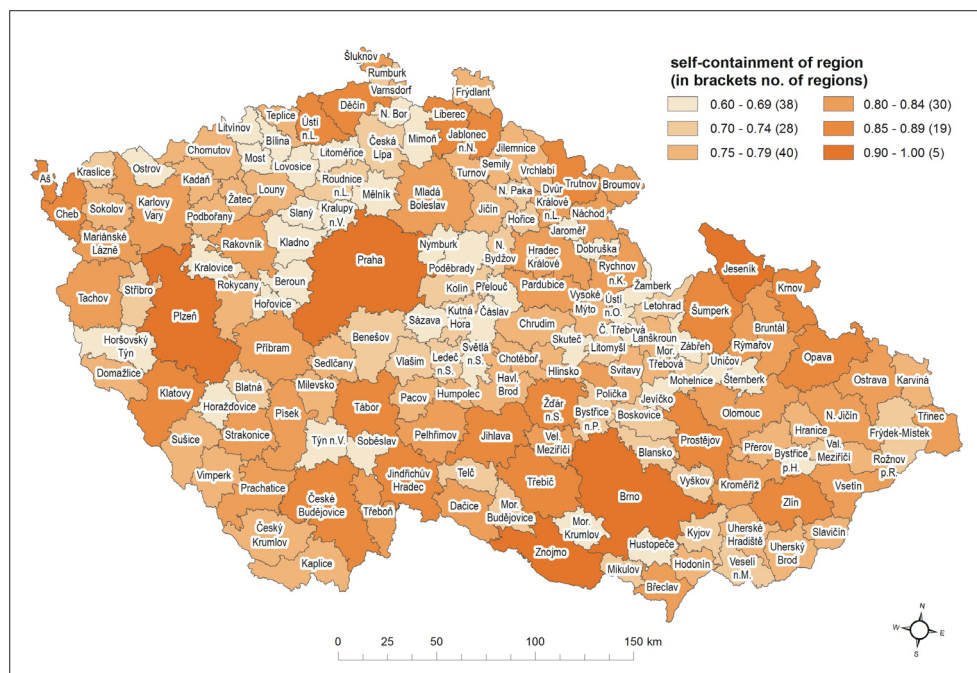 self-containment of region
(in brackets no. of regions)
0.60 - 0.69 (38)
0.80 - 0.84 (30)
0.70 - 0.74 (28)
0.85 - 0.89 (19)
0.75 - 0.79 (40)
0.90 - 1.00 (5)
Šluknov
Rumburk
Varnsdorf
Děčín
Frýdlant
Teplice
Ústí
n.L.
N. Bor
Liberec
Litvínov
Bílina
Česká
Lípa
Mimoň
Jablonec
n.N.
Jilemnice
Chomutov
Most
Litoměřice
Lovosice
Semily
Vrchlabí
Turnov
Kraslice
Ostrov
Kadaň
Louny
Roudnice
n.L.
Mělník
Mladá
Boleslav
N. Paka
Dvůr
Králové
n.L.
Trutnov
Broumov
Aš
Cheb
Sokolov
Karlovy
Vary
Žatec
Podbořany
Slaný
Kralupy
n.V.
Jičín
Hořice
Náchod
Jaroměř
Mariánské
Lázně
Rakovník
Kladno
Nymburk
N.
Bydžov
Hradec
Králové
Dobruška
Praha
Poděbrady
Rychnov
n.K.
Jeseník
Kralovice
Rokycany
Beroun
Hořovice
Kolín
Přelouč
Pardubice
Žamberk
Krnov
Tachov
Stříbro
Plzeň
Vysoké
Mýto
Ústí
n.O.
Letohrad
Sázava
Kutná
Hora
Čáslav
Chrudim
Č. Třebová
Šumperk
Bruntál
Horšovský
Týn
Příbram
Benešov
Skuteč
Litomyšl
Lanškroun
Mor.
Třebová
Zábřeh
Rýmařov
Opava
Domažlice
Sedlčany
Vlašim
Ledeč
n.S.
Světlá
n.S.
Chotěboř
Hlinsko
Svitavy
Uničov
Mohelnice
Šternberk
Ostrava
Karviná
Klatovy
Blatná
Milevsko
Humpolec
Havl.
Brod
Polička
Jevíčko
Horažďovice
Písek
Tábor
Pacov
Žďár
n.S.
Bystřice
n.P.
Boskovice
Olomouc
N. Jičín
Třinec
Sušice
Strakonice
Týn n.V.
Soběslav
Pelhřimov
Jihlava
Vel.
Meziříčí
Blansko
Prostějov
Přerov
Hranice
Frýdek-Místek
Bystřice
p.H.
Val.
Meziříčí
Rožnov
p.R.
Vimperk
Prachatice
Jindřichův
Hradec
Telč
Třebíč
Brno
Vyškov
Kroměříž
Vsetín
České
Budějovice
Třeboň
Dačice
Mor.
Budějovice
Zlín
Český
Krumlov
Mor.
Krumlov
Hustopeče
Kyjov
Uherské
Hradiště
Slavičín
Kaplice
Znojmo
Mikulov
Hodonín
Veselí
n.M.
Uherský
Brod
Břeclav
0
25
50
100
150 km
N
W
E
S